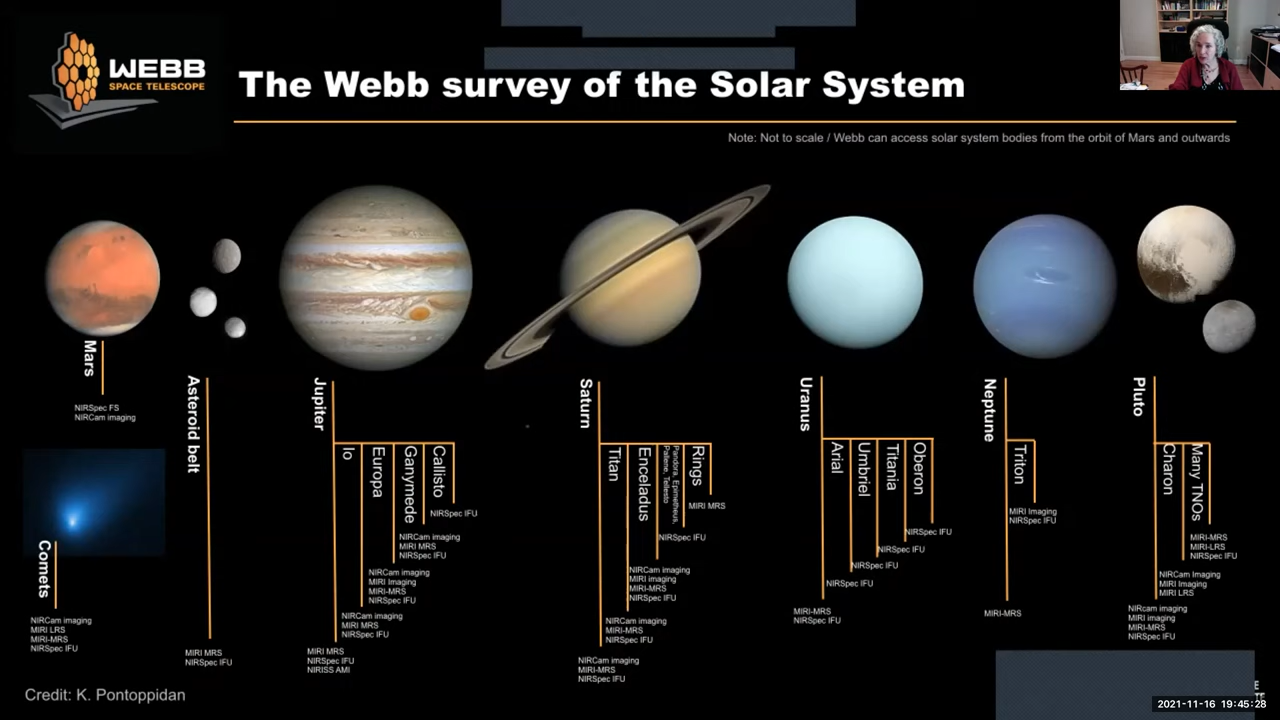 WEBB
SPACE TELESCOPE
The Webb survey of the Solar System
Note: Not to scale / Webb can access solar system bodies from the orbit of Mars and outwards
Mars
NIRSpec FS
NIRCam imaging
Comets
NIRCam imaging
MIRI LRS
MIRI-MRS
NIRSpec IFU
Asteroid belt
MIRI MRS
NIRSpec IFU
Jupiter
MIRI MRS
NIRSpec IFU
NIRISS AMI
Io
NIRCam imaging
MIRI MRS
NIRSpec IFU
Europa
NIRCam imaging
MIRI Imaging
MIRI-MRS
NIRSpec IFU
Ganymede
NIRCam imaging
MIRI MRS
NIRSpec IFU
Callisto
NIRSpec IFU
Saturn
NIRCam imaging
MIRI-MRS
NIRSpec IFU
Titan
NIRCam imaging
MIRI-MRS
NIRSpec IFU
Enceladus
NIRCam imaging
MIRI imaging
MIRI-MRS
NIRSpec IFU
Pandora, Epimetheus,
Pallene, Tellesto
NIRSpec IFU
Rings
MIRI MRS
Uranus
MIRI-MRS
NIRSpec IFU
Arial
NIRSpec IFU
Umbriel
NIRSpec IFU
Titania
NIRSpec IFU
Oberon
NIRSpec IFU
Neptune
MIRI-MRS
Triton
MIRI Imaging
NIRSpec IFU
Pluto
NIRCam imaging
MIRI imaging
MIRI-MRS
NIRSpec IFU
Charon
NIRCam Imaging
MIRI Imaging
MIRI LRS
Many TNOs
MIRI-MRS
MIRI-LRS
NIRSpec IFU
Credit: K. Pontoppidan
2021-11-16 19:45:28